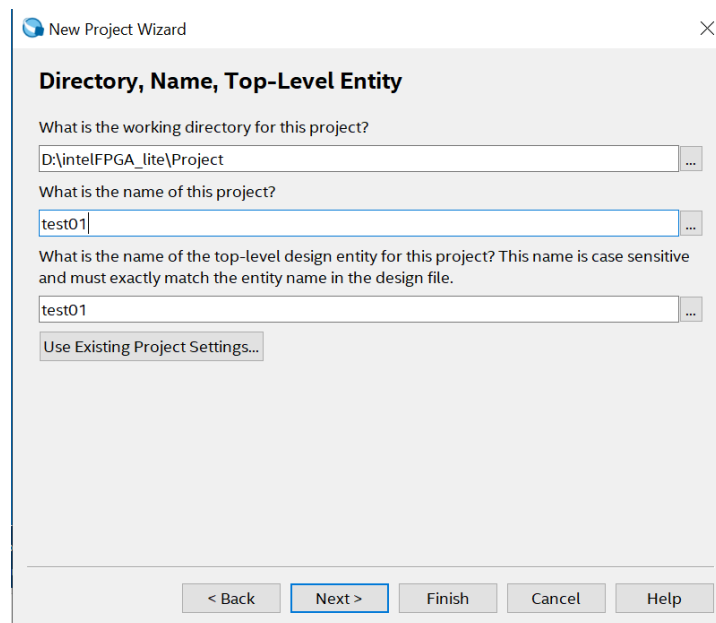 New Project Wizard
Directory, Name, Top-Level Entity
What is the working directory for this project?
D:\intelFPGA_lite\Project
...
What is the name of this project?
test01
...
What is the name of the top-level design entity for this project? This name is case sensitive
and must exactly match the entity name in the design file.
test01
...
Use Existing Project Settings...
< Back
Next >
Finish
Cancel
Help